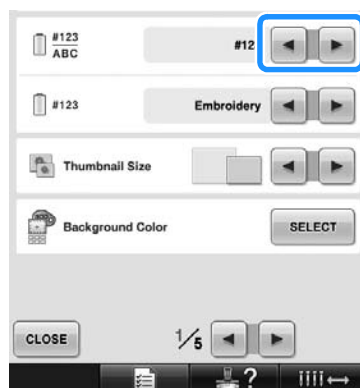 #123
ABC
#12
#123
Embroidery
Thumbnail Size
Background Color
SELECT
CLOSE
1/5
?